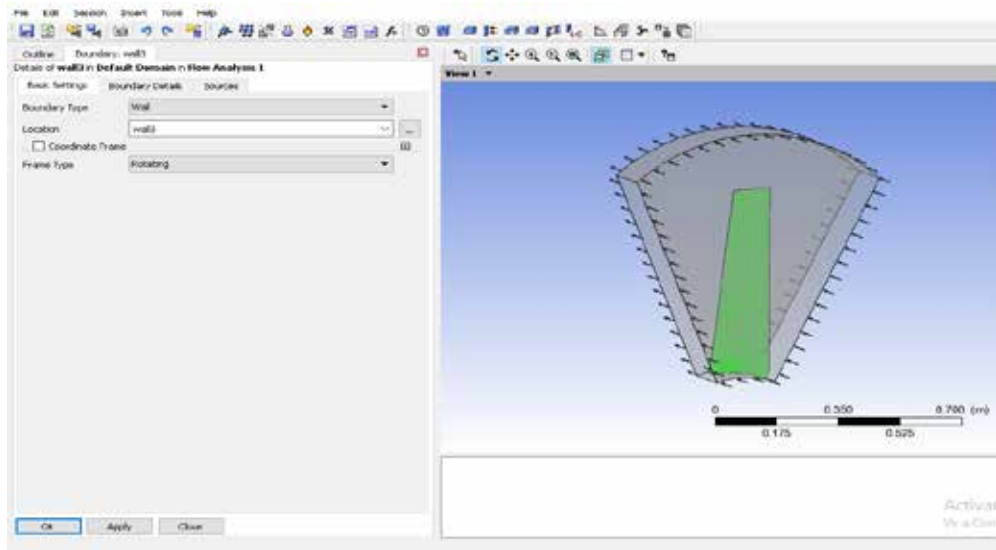 File Edit Session Insert Tools Help
Outline Boundary: wall3
Details of wall3 in Default Domain in Flow Analysis 1
Basic Settings Boundary Details Sources
Boundary Type Wall
Location wall3 ...
Coordinate Frame
Frame Type Rotating
OK Apply Close
View 1
0 0.350 0.700 (m)
0.175 0.525